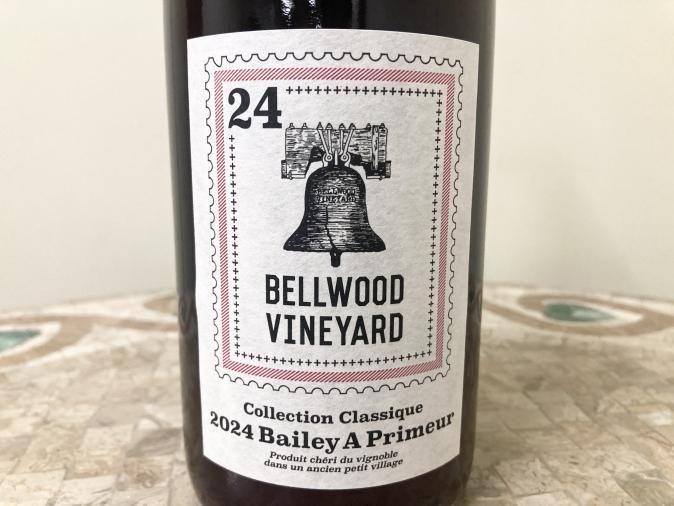 24
BELLWOOD
VINEYARD
BELLWOOD
VINEYARD
Collection Classique
2024 Bailey A Primeur
Produit chéri du vignoble
dans un ancien petit village